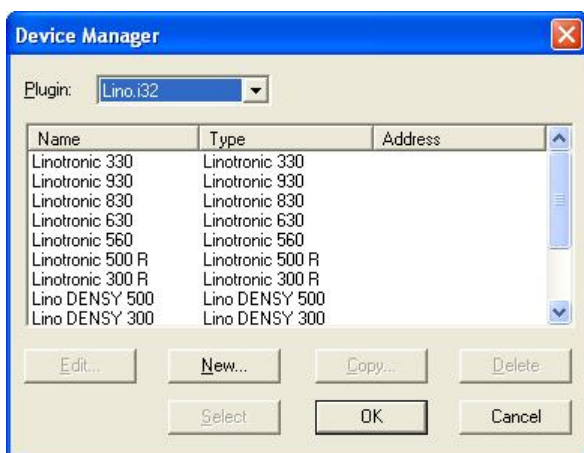 Device Manager
Plugin: Lino.i32
Name Type Address
Linotronic 330 Linotronic 330
Linotronic 930 Linotronic 930
Linotronic 830 Linotronic 830
Linotronic 630 Linotronic 630
Linotronic 560 Linotronic 560
Linotronic 500 R Linotronic 500 R
Linotronic 300 R Linotronic 300 R
Lino DENSY 500 Lino DENSY 500
Lino DENSY 300 Lino DENSY 300
Edit... New... Copy... Delete
Select OK Cancel